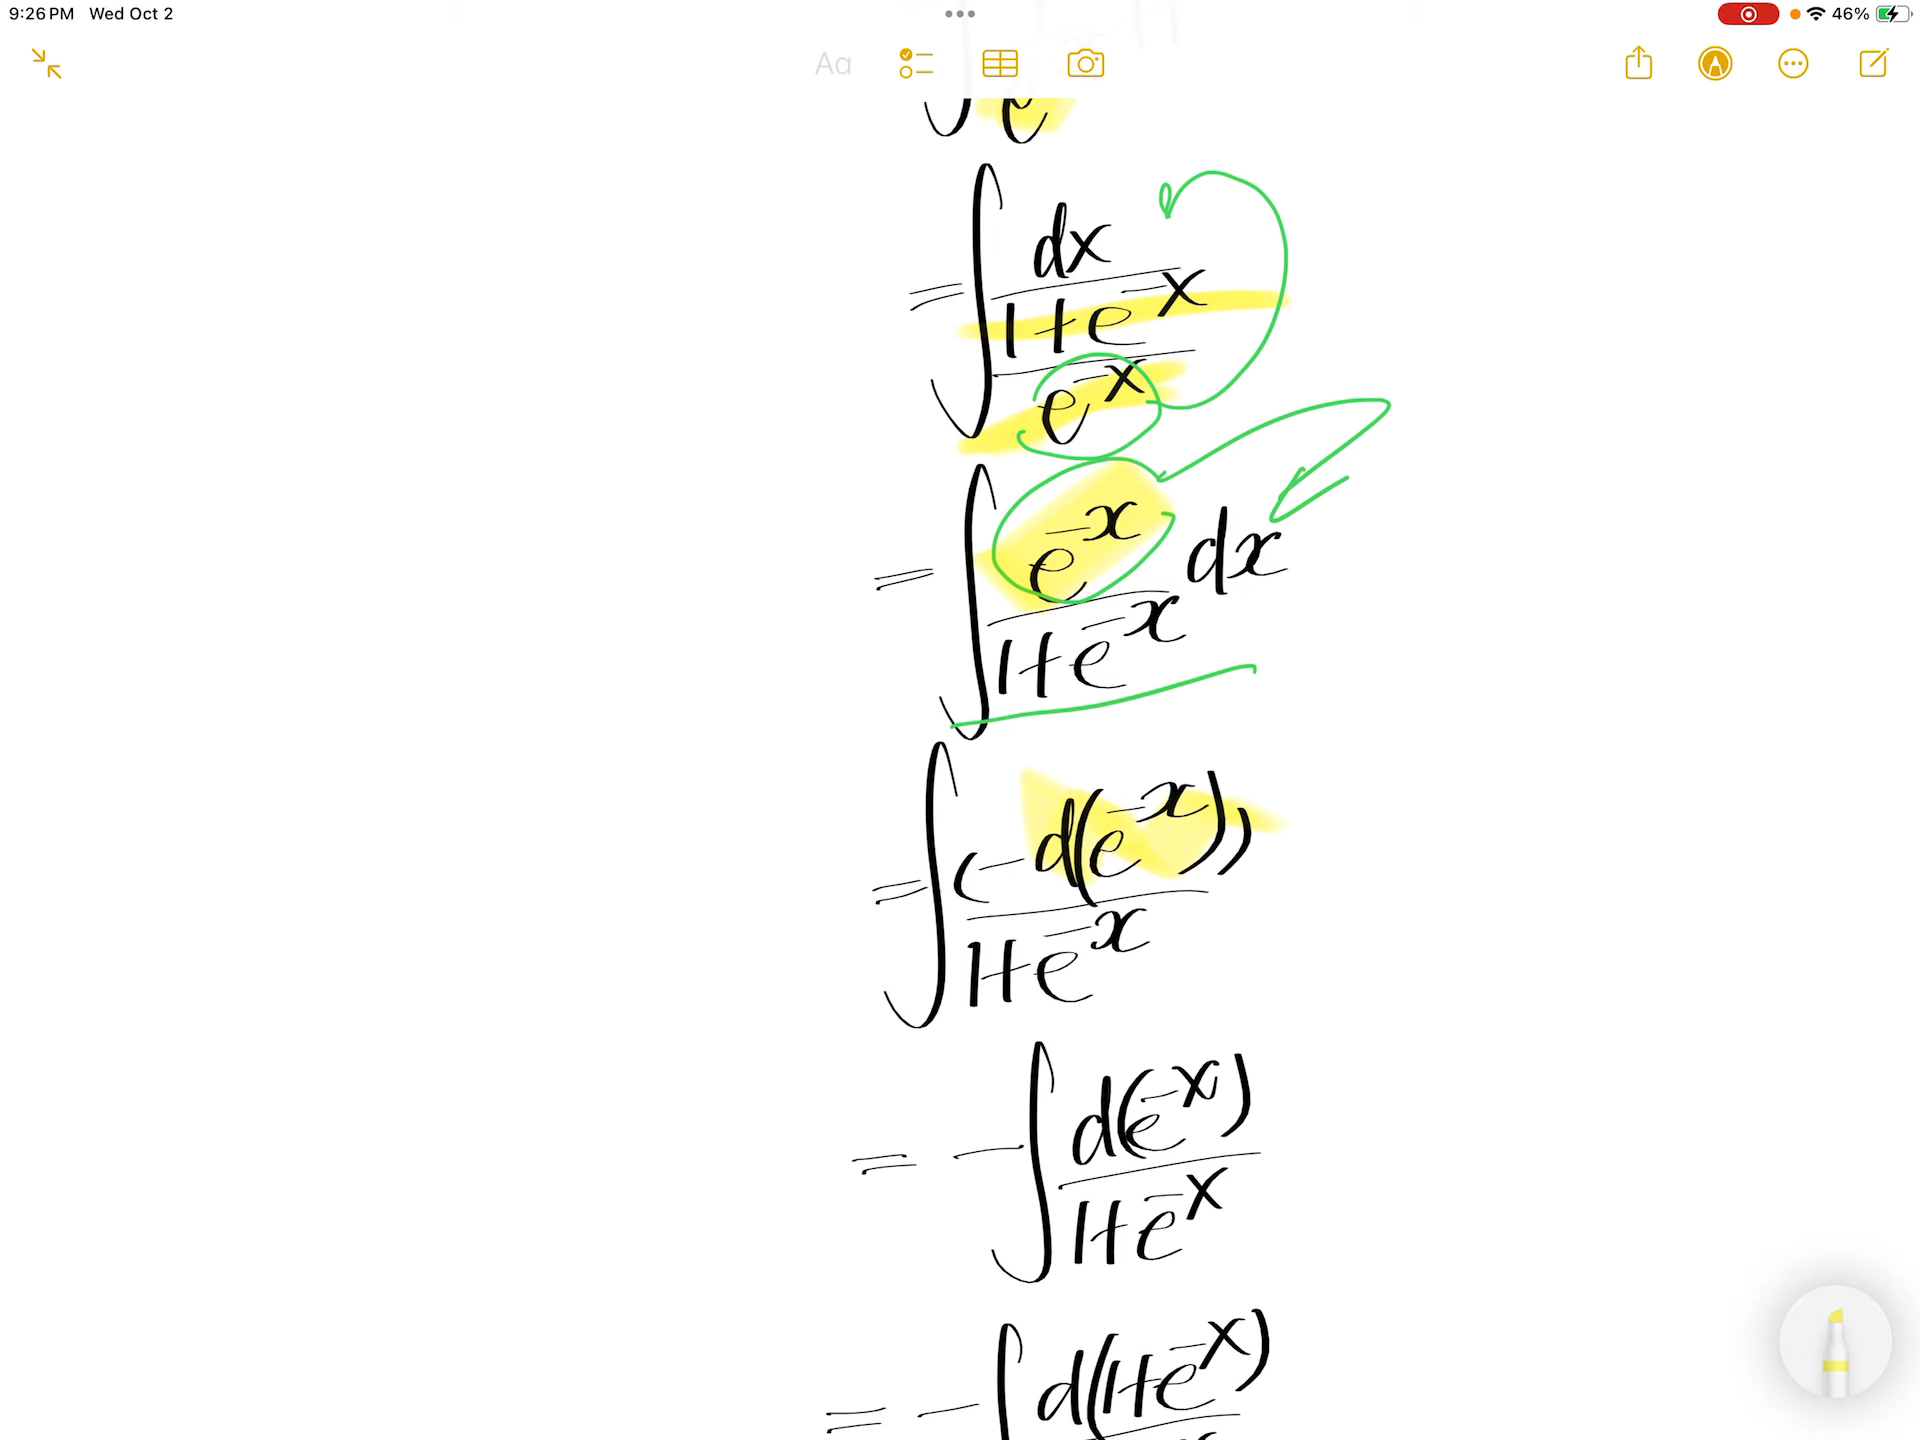 9:26 PM Wed Oct 2
46%
Aa
∫ e
= ∫ dx / ((1+e^-x) / e^-x)
= ∫ e^-x / (1+e^-x) dx
= ∫ (-d(e^-x)) / (1+e^-x)
= -∫ d(e^-x) / (1+e^-x)
= -∫ d(1+e^-x)